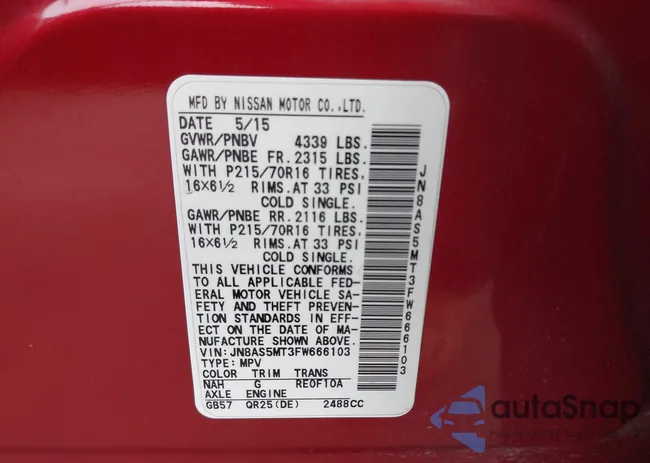 MFD BY NISSAN MOTOR CO.,LTD.
DATE 5/15
GVWR/PNBV 4339 LBS.
GAWR/PNBE FR. 2315 LBS.
WITH P215/70R16 TIRES,
16X6½ RIMS.AT 33 PSI
COLD SINGLE.
GAWR/PNBE RR. 2116 LBS.
WITH P215/70R16 TIRES,
16X6½ RIMS.AT 33 PSI
COLD SINGLE.
THIS VEHICLE CONFORMS
TO ALL APPLICABLE FED-
ERAL MOTOR VEHICLE SA-
FETY AND THEFT PREVEN-
TION STANDARDS IN EFF-
ECT ON THE DATE OF MA-
NUFACTURE SHOWN ABOVE.
VIN:JN8AS5MT3FW666103
TYPE:MPV
COLOR TRIM TRANS
NAH G RE0F10A
AXLE ENGINE
GB57 QR25(DE) 2488CC
JN8AS5MT3FW666103
autoSnap